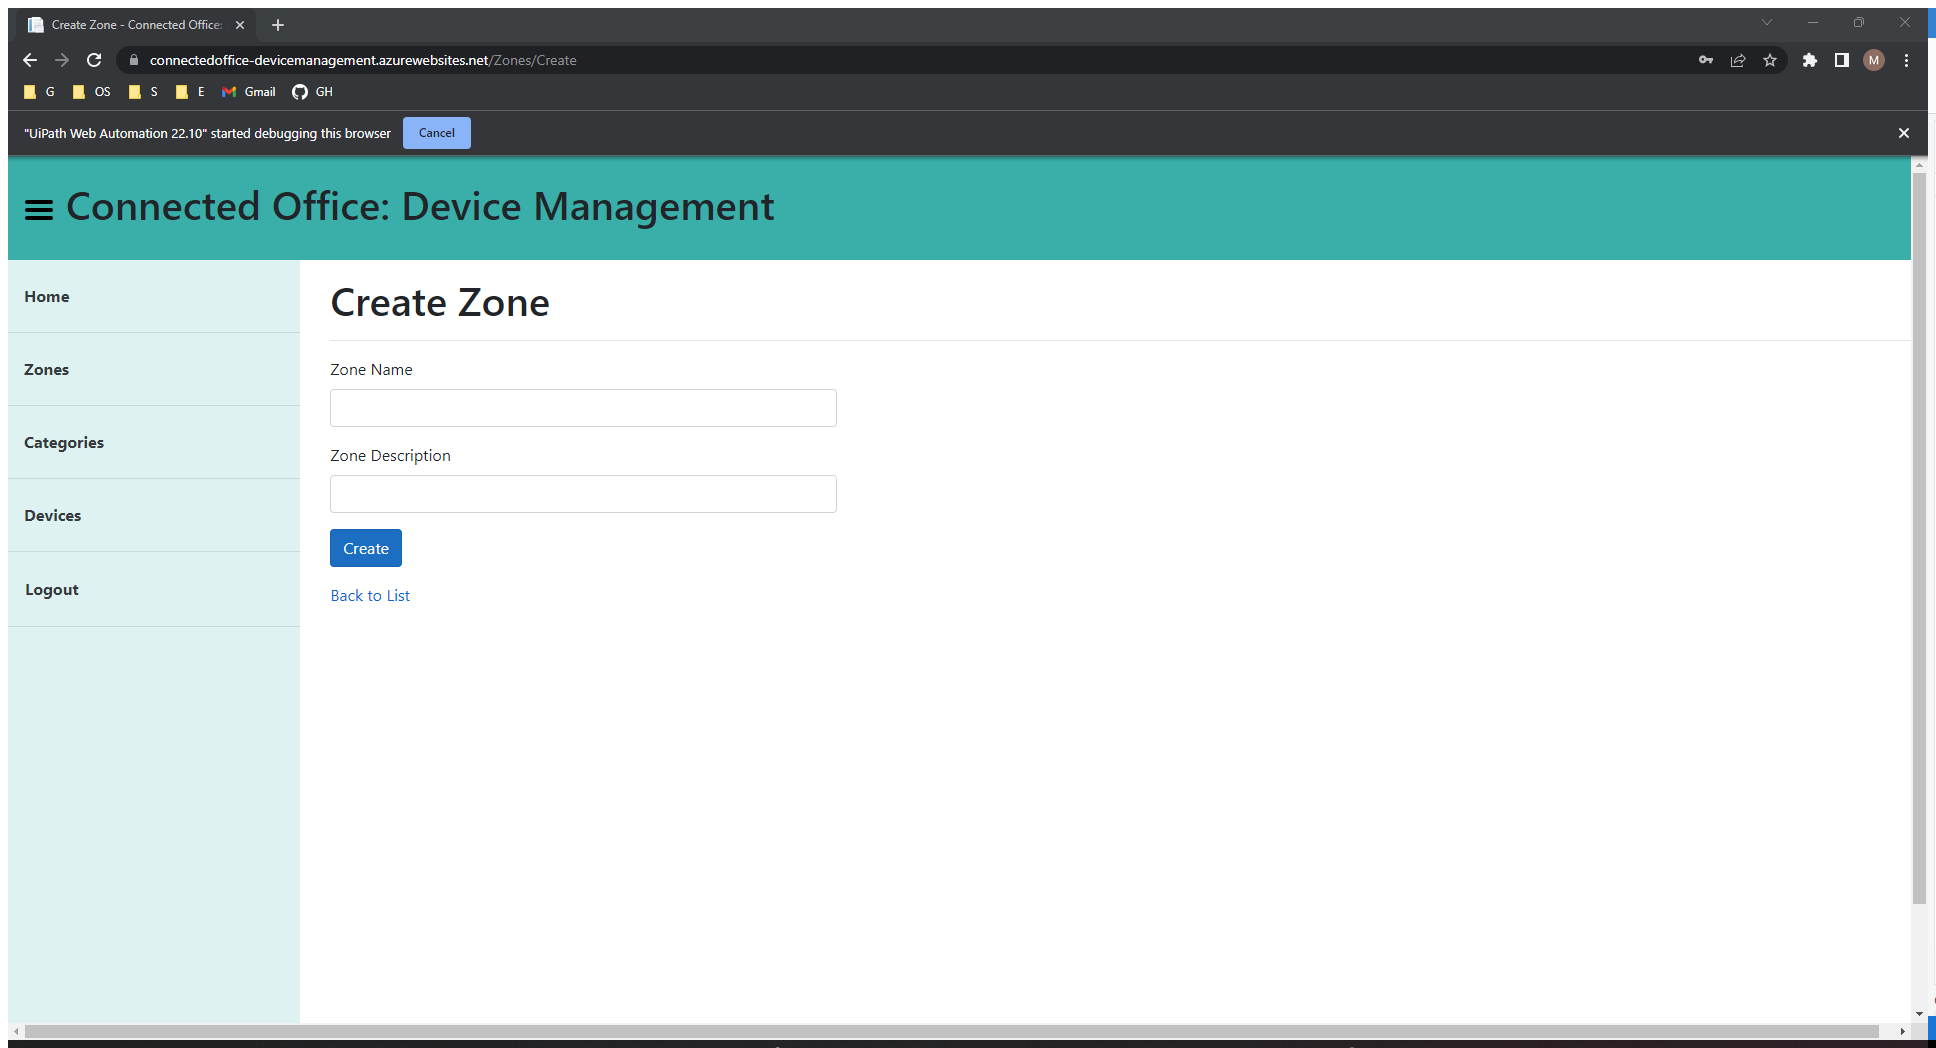 Create Zone - Connected Office:
connectedoffice-devicemanagement.azurewebsites.net/Zones/Create
M
G OS S E Gmail GH
"UiPath Web Automation 22.10" started debugging this browser Cancel
Connected Office: Device Management
Home
Zones
Categories
Devices
Logout
Create Zone
Zone Name
Zone Description
Create
Back to List